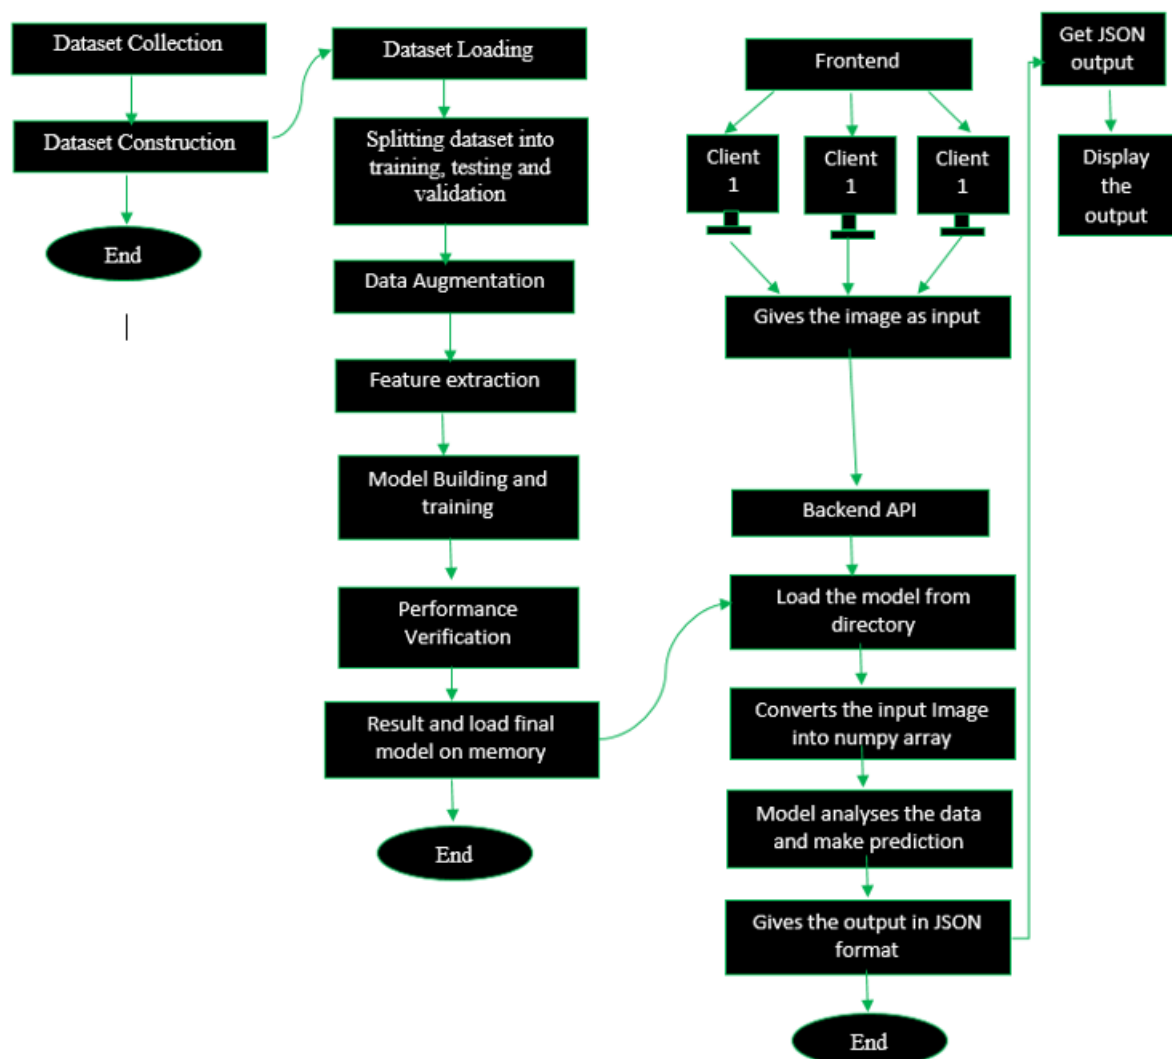 Dataset Collection
Dataset Construction
End
Dataset Loading
Splitting dataset into
training, testing and
validation
Data Augmentation
Feature extraction
Model Building and
training
Performance
Verification
Result and load final
model on memory
End
Frontend
Client
1
Client
1
Client
1
Gives the image as input
Backend API
Load the model from
directory
Converts the input Image
into numpy array
Model analyses the data
and make prediction
Gives the output in JSON
format
End
Get JSON
output
Display
the
output